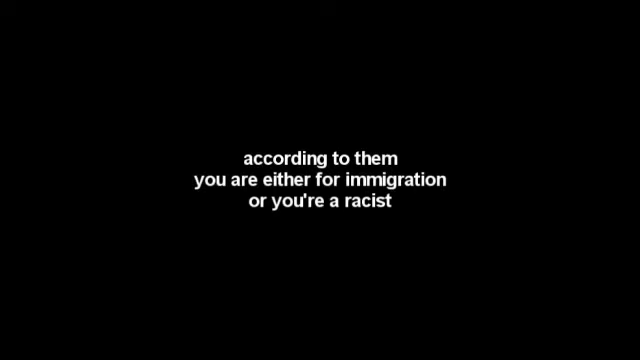 according to them
you are either for immigration
or you're a racist